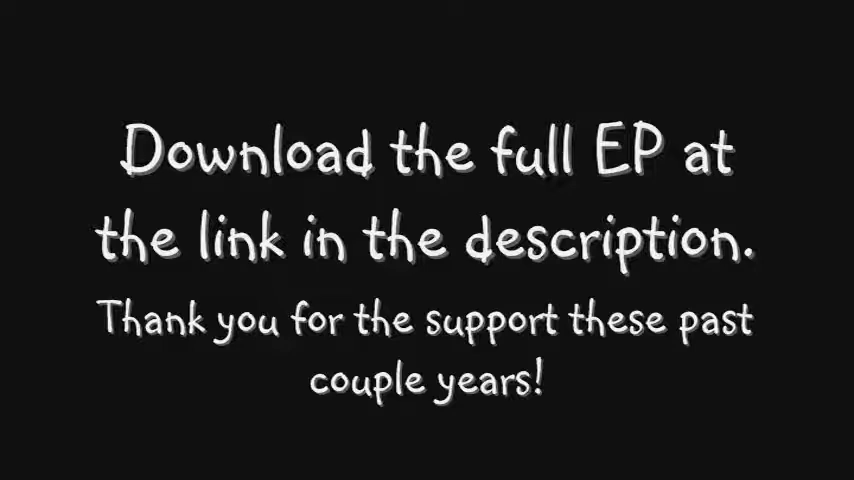 Download the full EP at
the link in the description.
Thank you for the support these past
couple years!